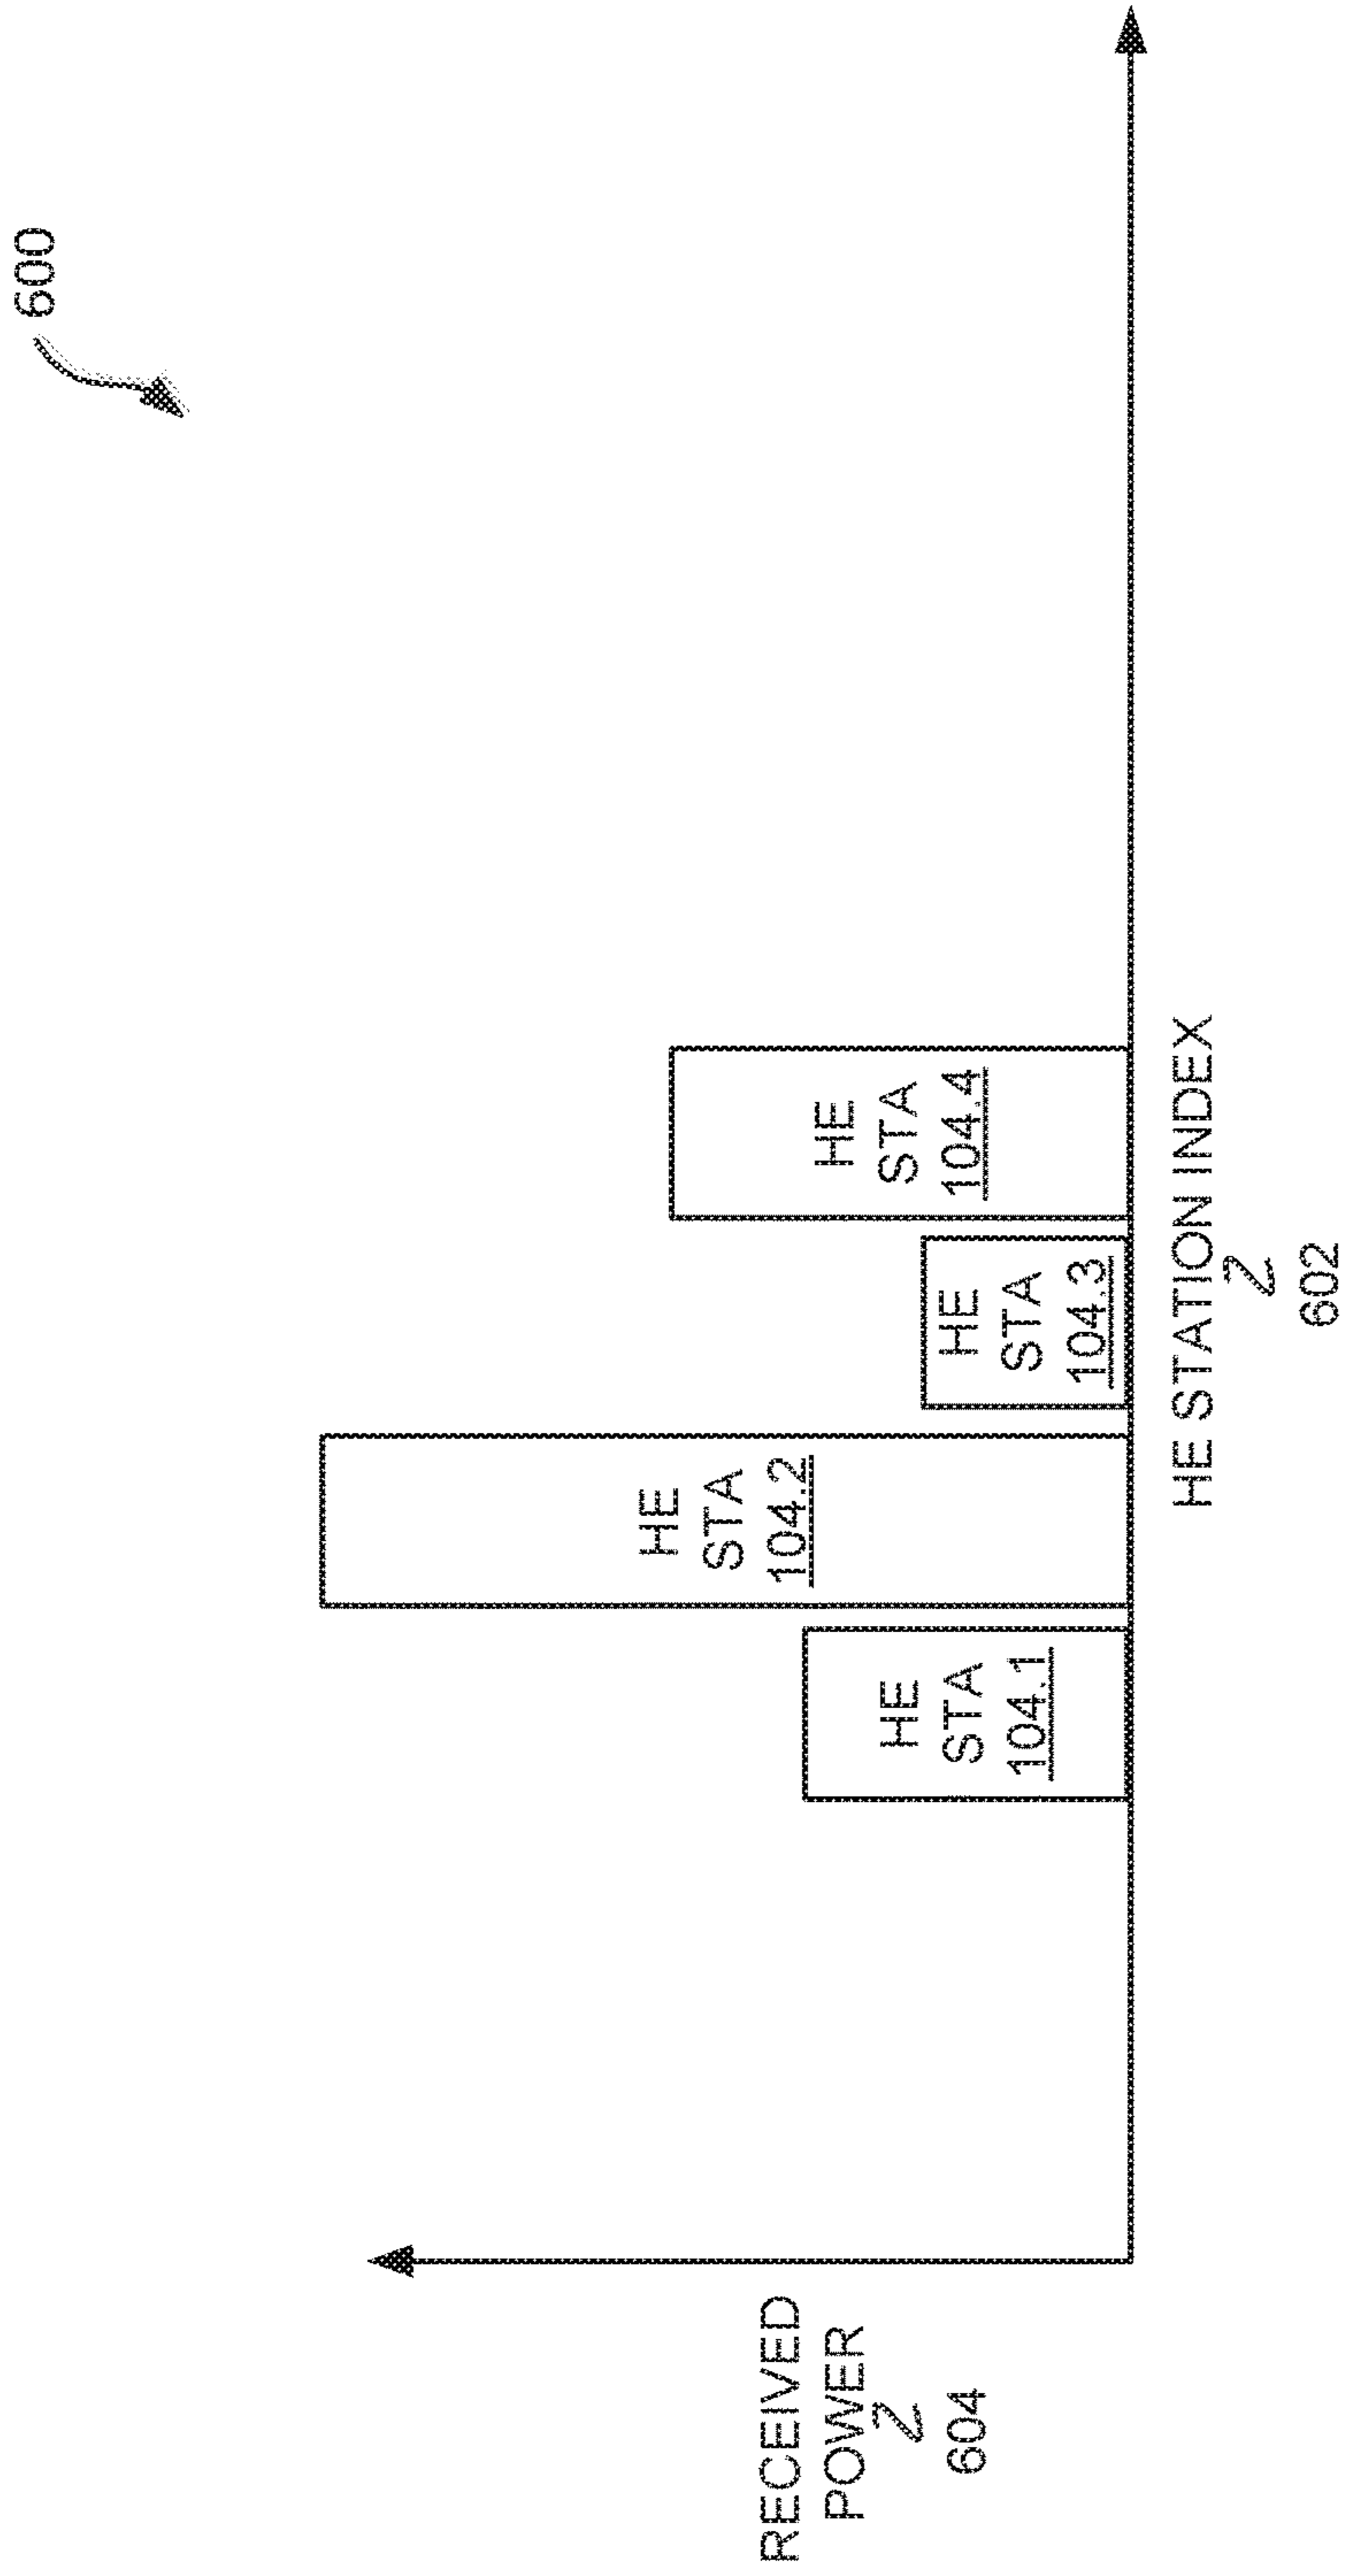 600
RECEIVED
POWER
604
HE
STA
104.1
HE
STA
104.2
HE
STA
104.3
HE
STA
104.4
HE STATION INDEX
602